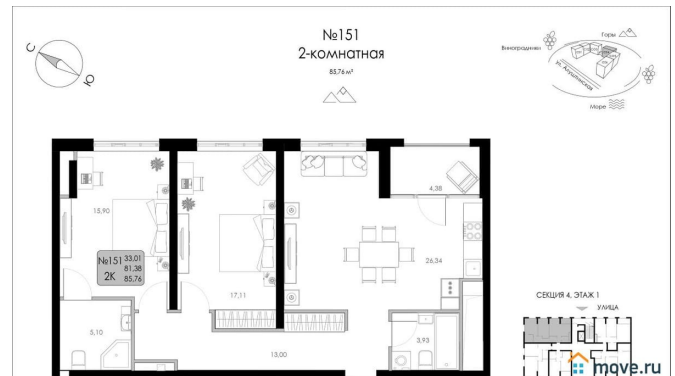 №151
2-комнатная
85,76 м²
С
Ю
Горы
Виноградники
ул. Алуштинская
Море
4,38
15,90
26,34
№151 33,01
2К 81,38
85,76
17,11
5,10
3,93
13,00
СЕКЦИЯ 4, ЭТАЖ 1
УЛИЦА
move.ru